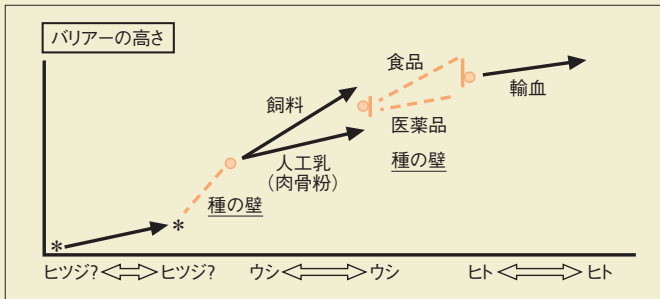 バリアーの高さ
食品
飼料
輸血
医薬品
人工乳
(肉骨粉)
種の壁
種の壁
* *
ヒツジ? ヒツジ? ウシ ウシ ヒト ヒト